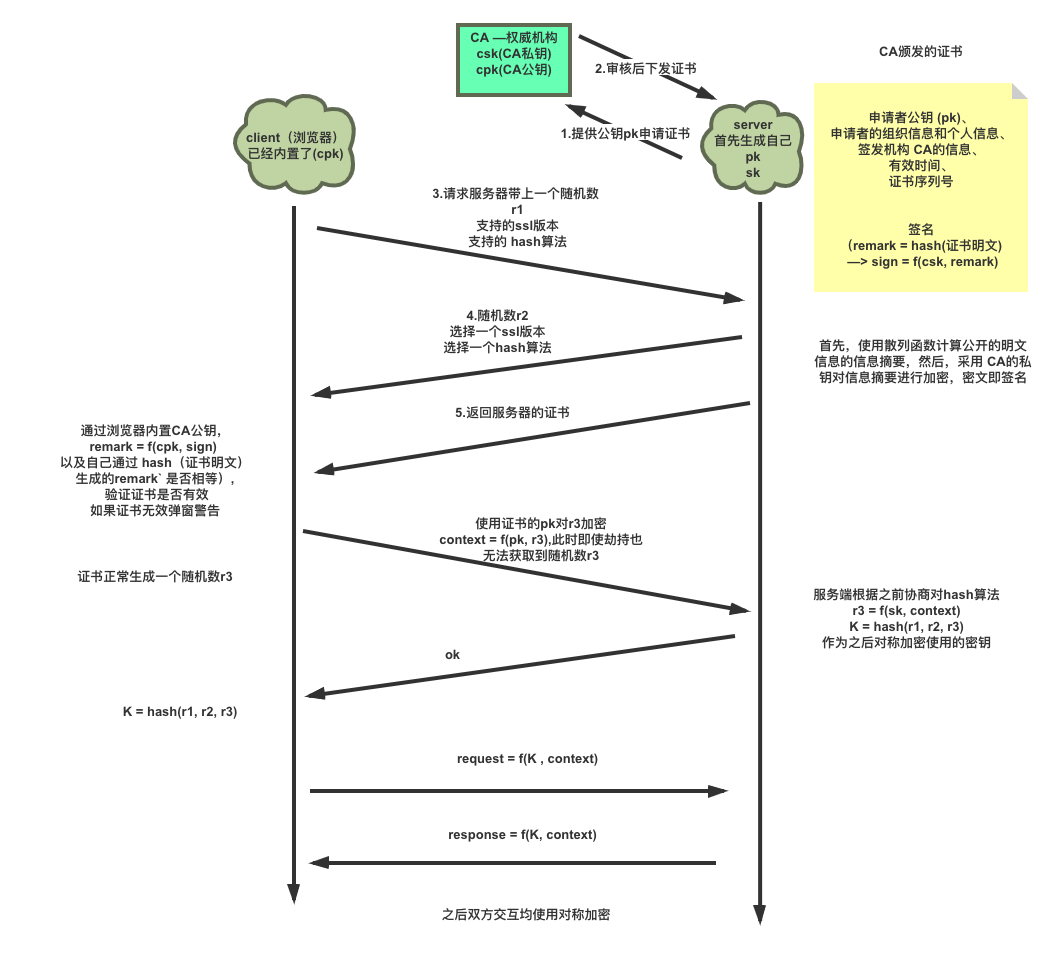 CA —权威机构
csk(CA私钥)
cpk(CA公钥)
2.审核后下发证书
1.提供公钥pk申请证书
CA颁发的证书
client（浏览器）
已经内置了(cpk)
server
首先生成自己
pk
sk
申请者公钥 (pk)、
申请者的组织信息和个人信息、
签发机构 CA的信息、
有效时间、
证书序列号
签名
（remark = hash(证书明文)
—> sign = f(csk, remark)
3.请求服务器带上一个随机数
r1
支持的ssl版本
支持的 hash算法
4.随机数r2
选择一个ssl版本
选择一个hash算法
首先，使用散列函数计算公开的明文
信息的信息摘要，然后，采用 CA的私
钥对信息摘要进行加密，密文即签名
5.返回服务器的证书
通过浏览器内置CA公钥，
remark = f(cpk, sign)
以及自己通过 hash（证书明文）
生成的remark` 是否相等），
验证证书是否有效
如果证书无效弹窗警告
使用证书的pk对r3加密
context = f(pk, r3),此时即使劫持也
无法获取到随机数r3
证书正常生成一个随机数r3
服务端根据之前协商对hash算法
r3 = f(sk, context)
K = hash(r1, r2, r3)
作为之后对称加密使用的密钥
ok
K = hash(r1, r2, r3)
request = f(K , context)
response = f(K, context)
之后双方交互均使用对称加密